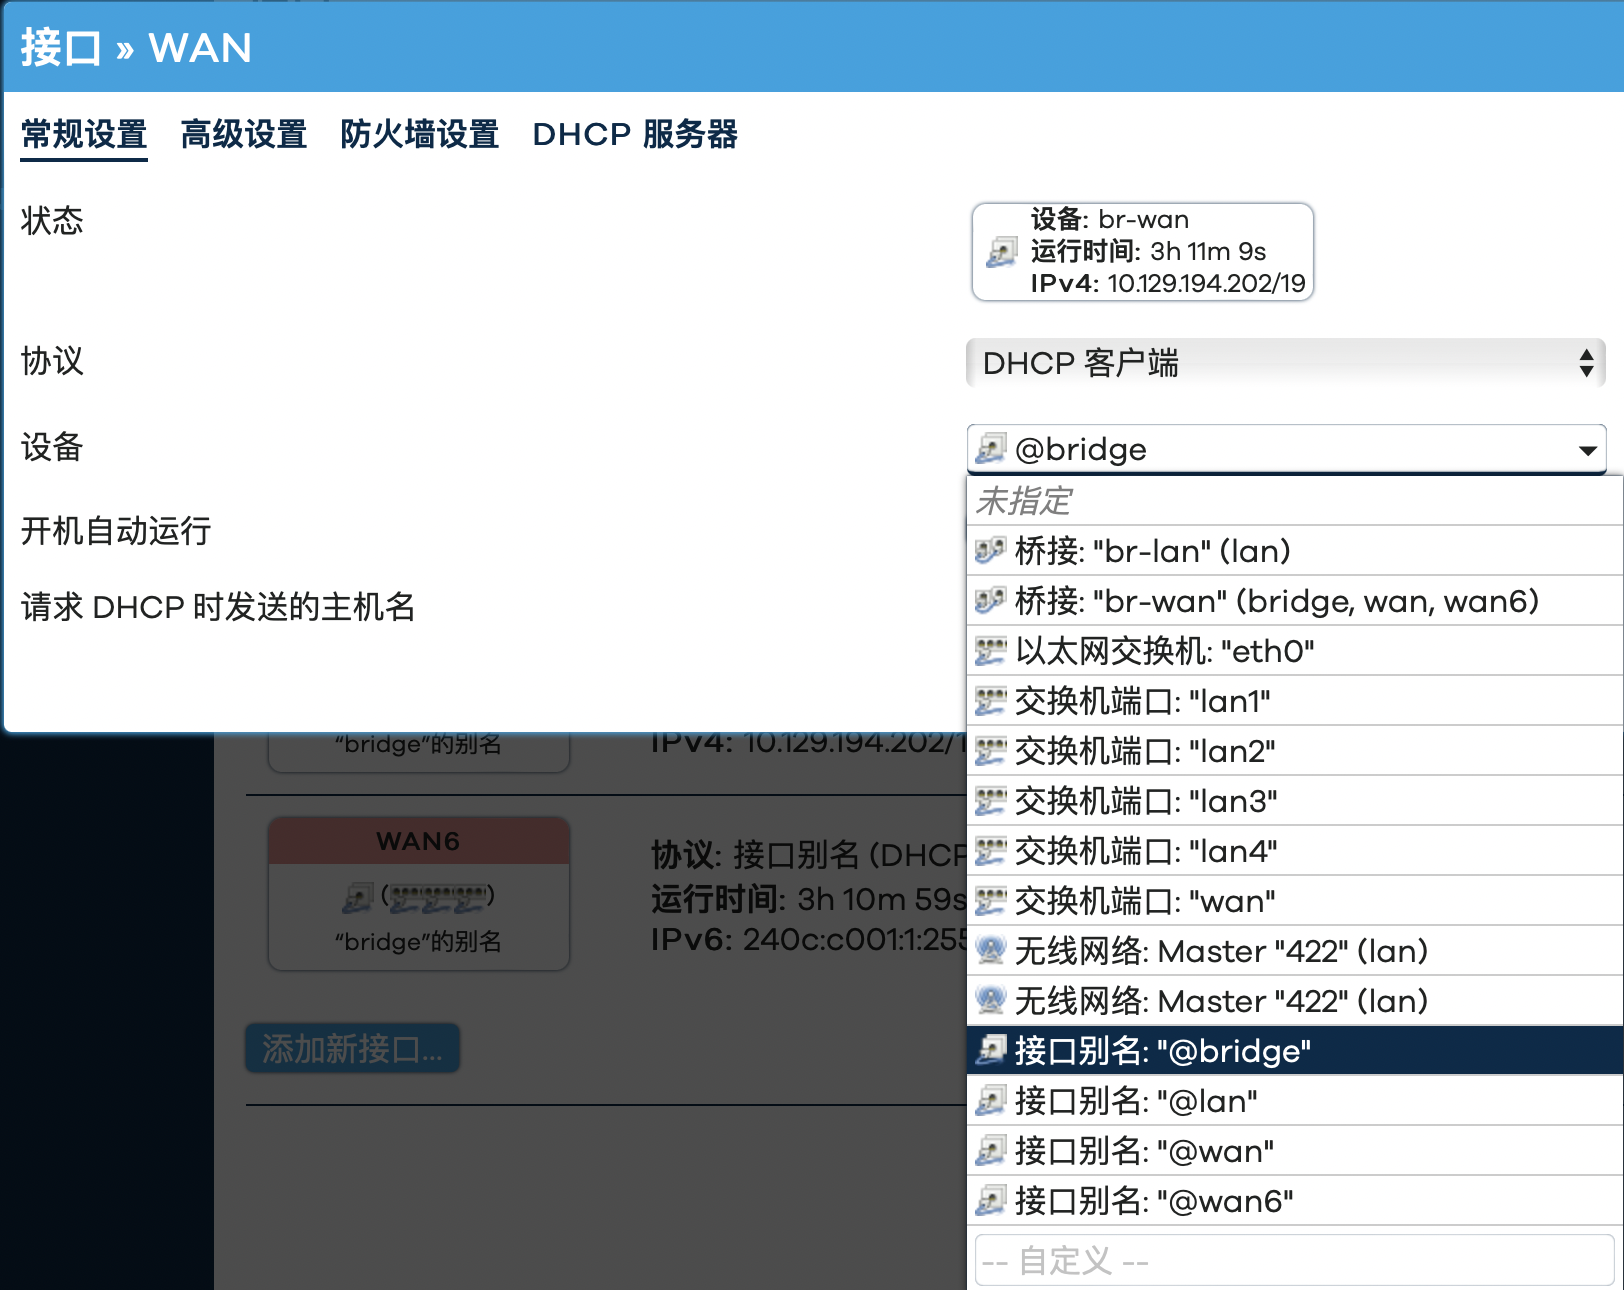 接口 » WAN
常规设置 高级设置 防火墙设置 DHCP 服务器
状态
设备: br-wan
运行时间: 3h 11m 9s
IPv4: 10.129.194.202/19
协议
DHCP 客户端
设备
@bridge
未指定
开机自动运行
桥接: "br-lan" (lan)
请求 DHCP 时发送的主机名
桥接: "br-wan" (bridge, wan, wan6)
以太网交换机: "eth0"
交换机端口: "lan1"
交换机端口: "lan2"
交换机端口: "lan3"
交换机端口: "lan4"
交换机端口: "wan"
无线网络: Master "422" (lan)
无线网络: Master "422" (lan)
接口别名: "@bridge"
接口别名: "@lan"
接口别名: "@wan"
接口别名: "@wan6"
-- 自定义 --
“bridge”的别名
IPv4: 10.129.194.202/1
WAN6
( )
“bridge”的别名
协议: 接口别名 (DHCP
运行时间: 3h 10m 59s
IPv6: 240c:c001:1:255
添加新接口...